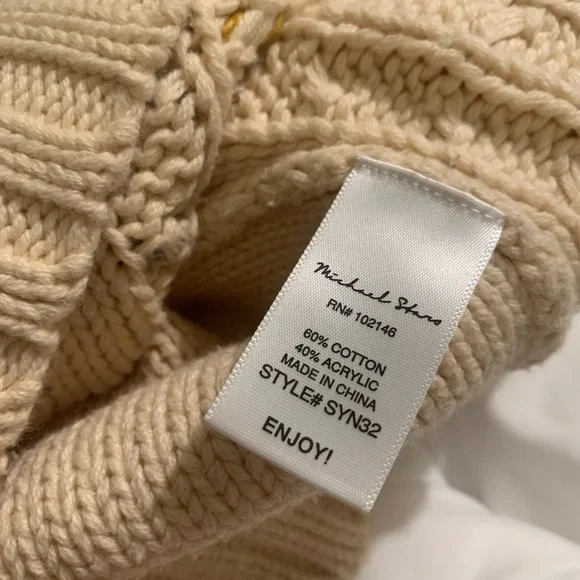 Michael Stars
RN# 102146
60% COTTON
40% ACRYLIC
MADE IN CHINA
STYLE# SYN32
ENJOY!